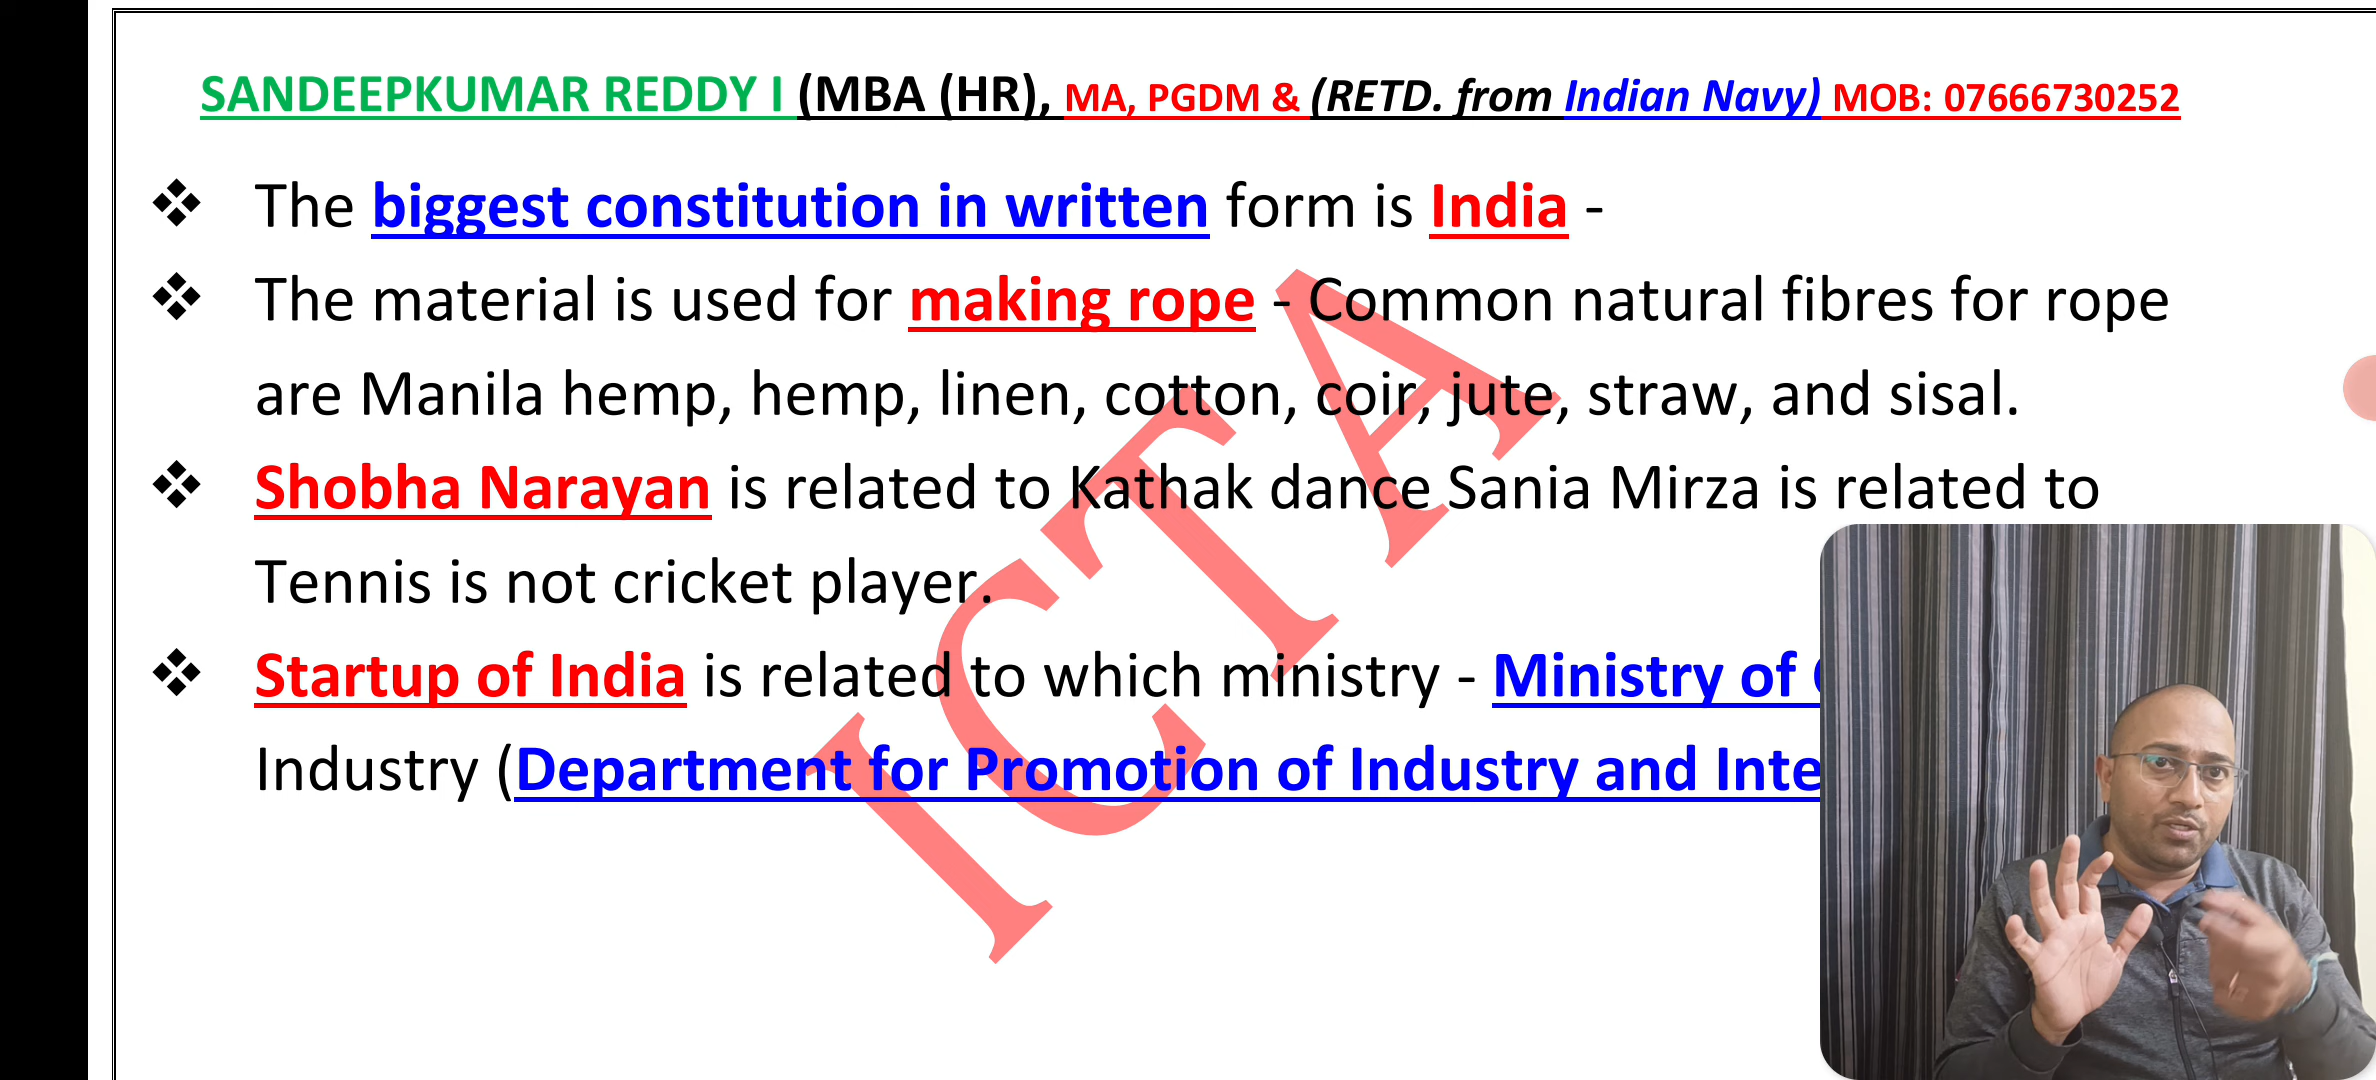 SANDEEPKUMAR REDDY I (MBA (HR), MA, PGDM & (RETD. from Indian Navy) MOB: 07666730252
❖ The biggest constitution in written form is India -
❖ The material is used for making rope - Common natural fibres for rope
are Manila hemp, hemp, linen, cotton, coir, jute, straw, and sisal.
❖ Shobha Narayan is related to Kathak dance Sania Mirza is related to
Tennis is not cricket player.
❖ Startup of India is related to which ministry - Ministry of
Industry (Department for Promotion of Industry and Inte
ICTA